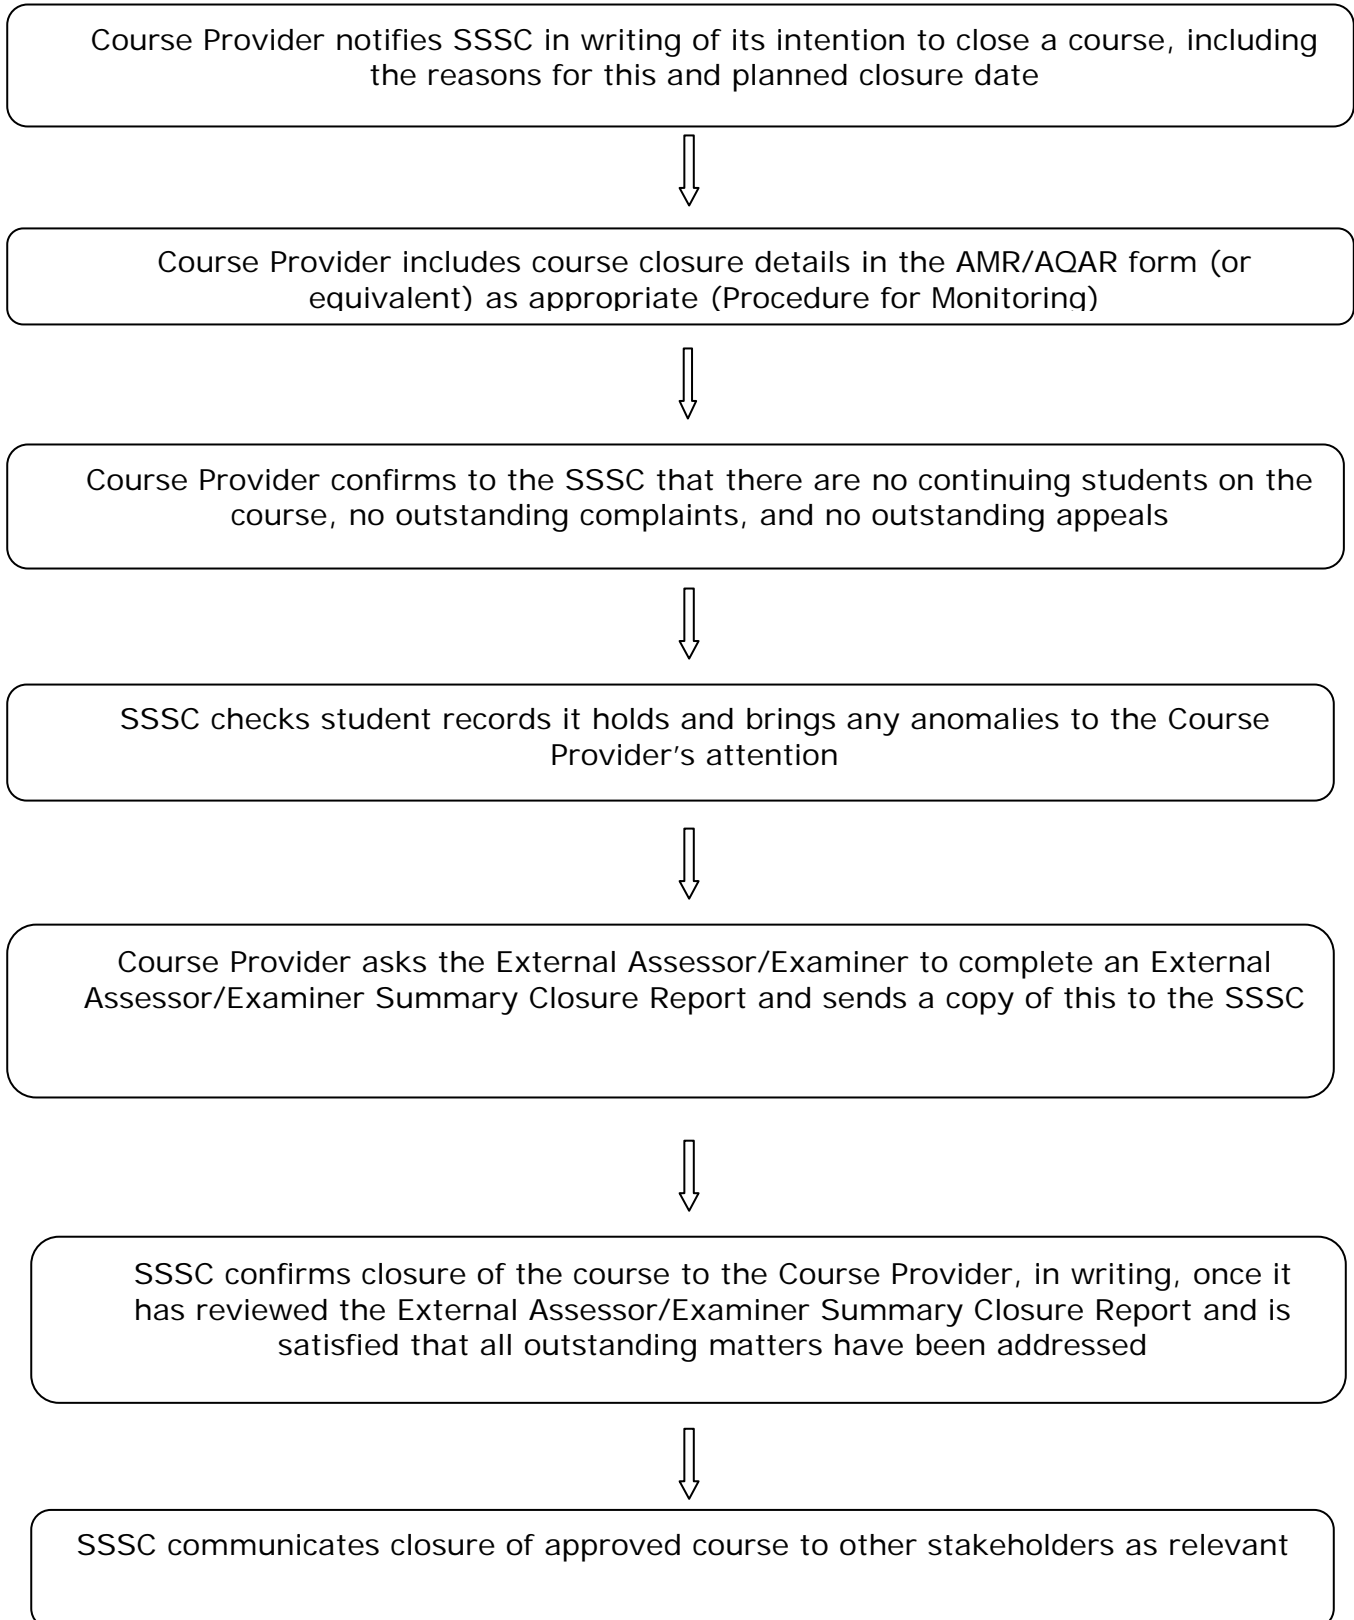 Course Provider notifies SSSC in writing of its intention to close a course, including
the reasons for this and planned closure date
Course Provider includes course closure details in the AMR/AQAR form (or
equivalent) as appropriate (Procedure for Monitoring)
Course Provider confirms to the SSSC that there are no continuing students on the
course, no outstanding complaints, and no outstanding appeals
SSSC checks student records it holds and brings any anomalies to the Course
Provider’s attention
Course Provider asks the External Assessor/Examiner to complete an External
Assessor/Examiner Summary Closure Report and sends a copy of this to the SSSC
SSSC confirms closure of the course to the Course Provider, in writing, once it
has reviewed the External Assessor/Examiner Summary Closure Report and is
satisfied that all outstanding matters have been addressed
SSSC communicates closure of approved course to other stakeholders as relevant